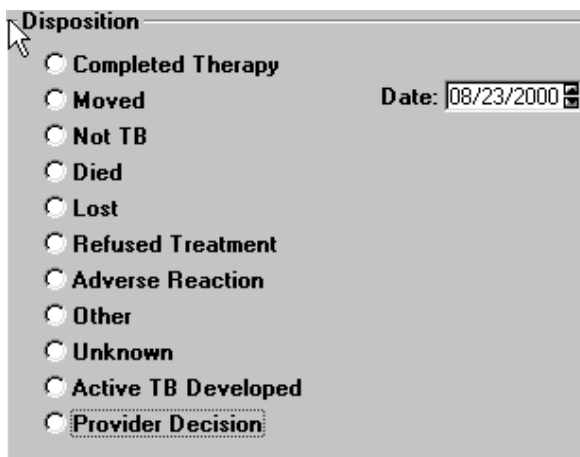 Disposition
Completed Therapy
Moved
Date: 08/23/2000
Not TB
Died
Lost
Refused Treatment
Adverse Reaction
Other
Unknown
Active TB Developed
Provider Decision